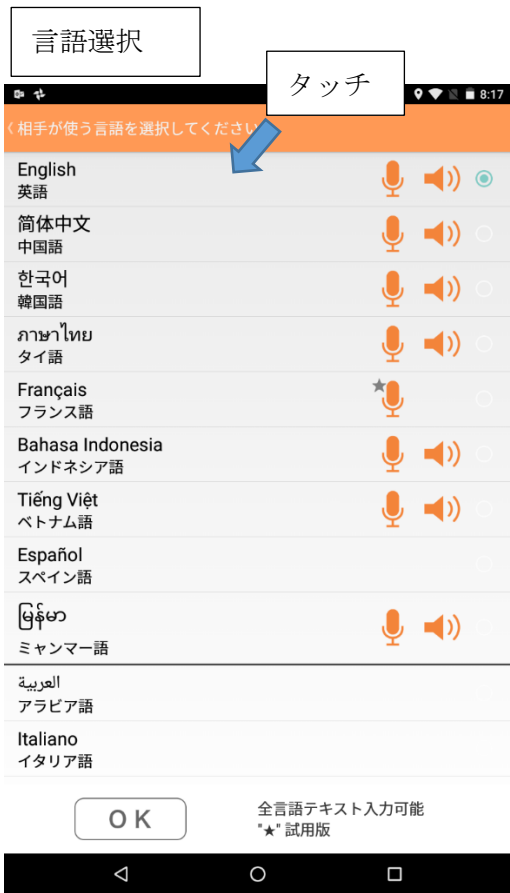 言語選択
タッチ
8:17
〈相手が使う言語を選択してください
English
英語
简体中文
中国語
한국어
韓国語
ภาษาไทย
タイ語
Français
フランス語
Bahasa Indonesia
インドネシア語
Tiếng Việt
ベトナム語
Español
スペイン語
မြန်မာ
ミャンマー語
العربية
アラビア語
Italiano
イタリア語
OK
全言語テキスト入力可能
"★" 試用版